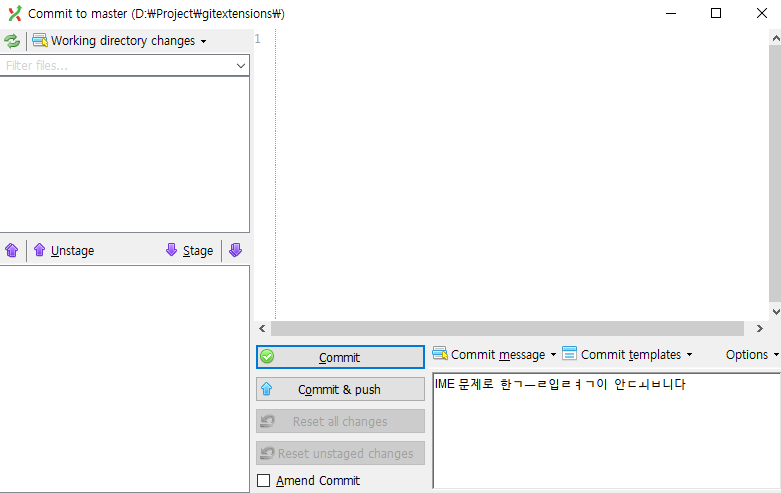 Commit to master (D:₩Project₩gitextensions₩)
Working directory changes
Filter files...
1
Unstage
Stage
Commit
Commit message
Commit templates
Options
IME 문제로 한ㄱㅡㄹ입ㄹㅕㄱ이 안ㄷㅚㅂ니다
Commit & push
Reset all changes
Reset unstaged changes
Amend Commit